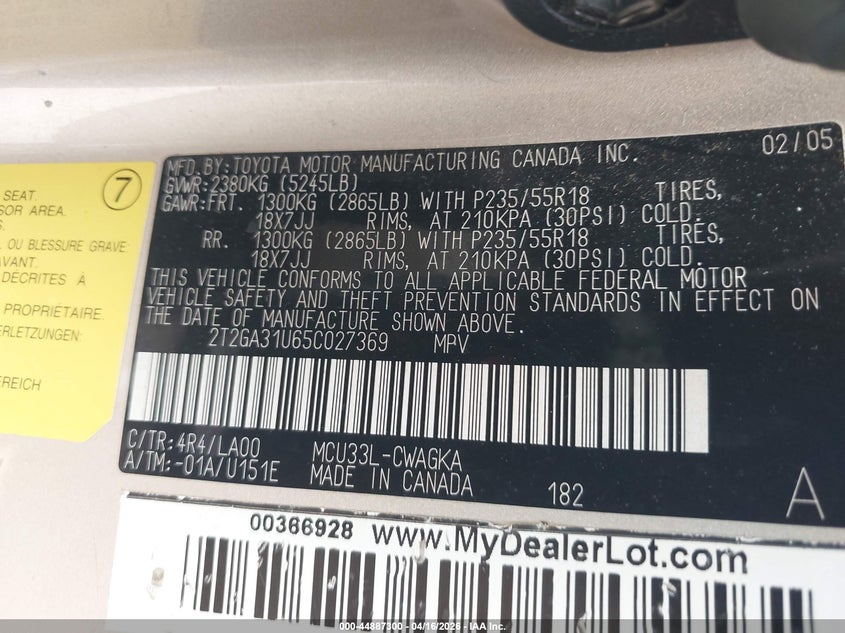 MFD. BY: TOYOTA MOTOR MANUFACTURING CANADA INC. 02/05
GVWR: 2380KG (5245LB)
GAWR: FRT. 1300KG (2865LB) WITH P235/55R18 TIRES,
18X7JJ RIMS, AT 210KPA (30PSI) COLD.
RR. 1300KG (2865LB) WITH P235/55R18 TIRES,
18X7JJ RIMS, AT 210KPA (30PSI) COLD.
THIS VEHICLE CONFORMS TO ALL APPLICABLE FEDERAL MOTOR
VEHICLE SAFETY AND THEFT PREVENTION STANDARDS IN EFFECT ON
THE DATE OF MANUFACTURE SHOWN ABOVE.
2T2GA31U65C027369 MPV
C/TR: 4R4/LA00 MCU33L-CWAGKA
A/TM: -01A/U151E MADE IN CANADA 182 A
7
SEAT.
SOR AREA.
OU BLESSURE GRAVE:
AVANT.
DÉCRITES À
PROPRIÉTAIRE.
ERLETZUNGEN:
BEREICH
00366928 www.MyDealerLot.com
000-44867300 - 04/16/2026 - IAA, Inc.